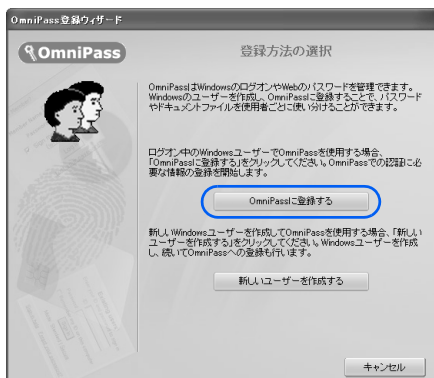 OmniPass登録ウィザード
OmniPass
登録方法の選択
OmniPassはWindowsのログオンやWebのパスワードを管理できます。
Windowsのユーザーを作成し、OmniPassに登録することで、パスワード
やドキュメントファイルを使用者ごとに使い分けることができます。
ログオン中のWindowsユーザーでOmniPassを使用する場合、
「OmniPassに登録する」をクリックしてください。OmniPassでの認証に必
要な情報の登録を開始します。
OmniPassに登録する
新しいWindowsユーザーを作成してOmniPassを使用する場合、「新しい
ユーザーを作成する」をクリックしてください。Windowsユーザーを作成
し、続いてOmniPassへの登録も行います。
新しいユーザーを作成する
キャンセル